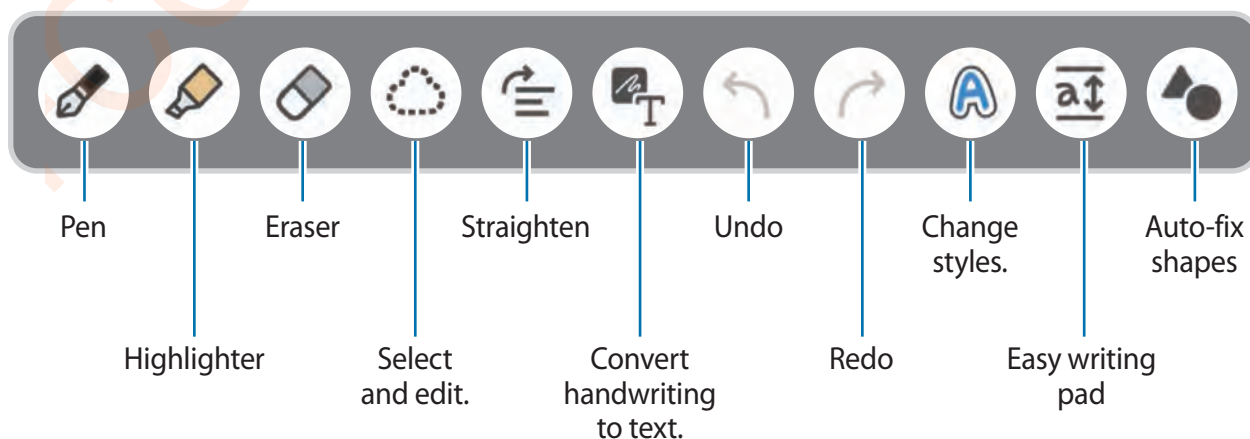 Pen
Eraser
Straighten
Undo
Change
styles.
Auto-fix
shapes
Highlighter
Select
and edit.
Convert
handwriting
to text.
Redo
Easy writing
pad
A
a
T